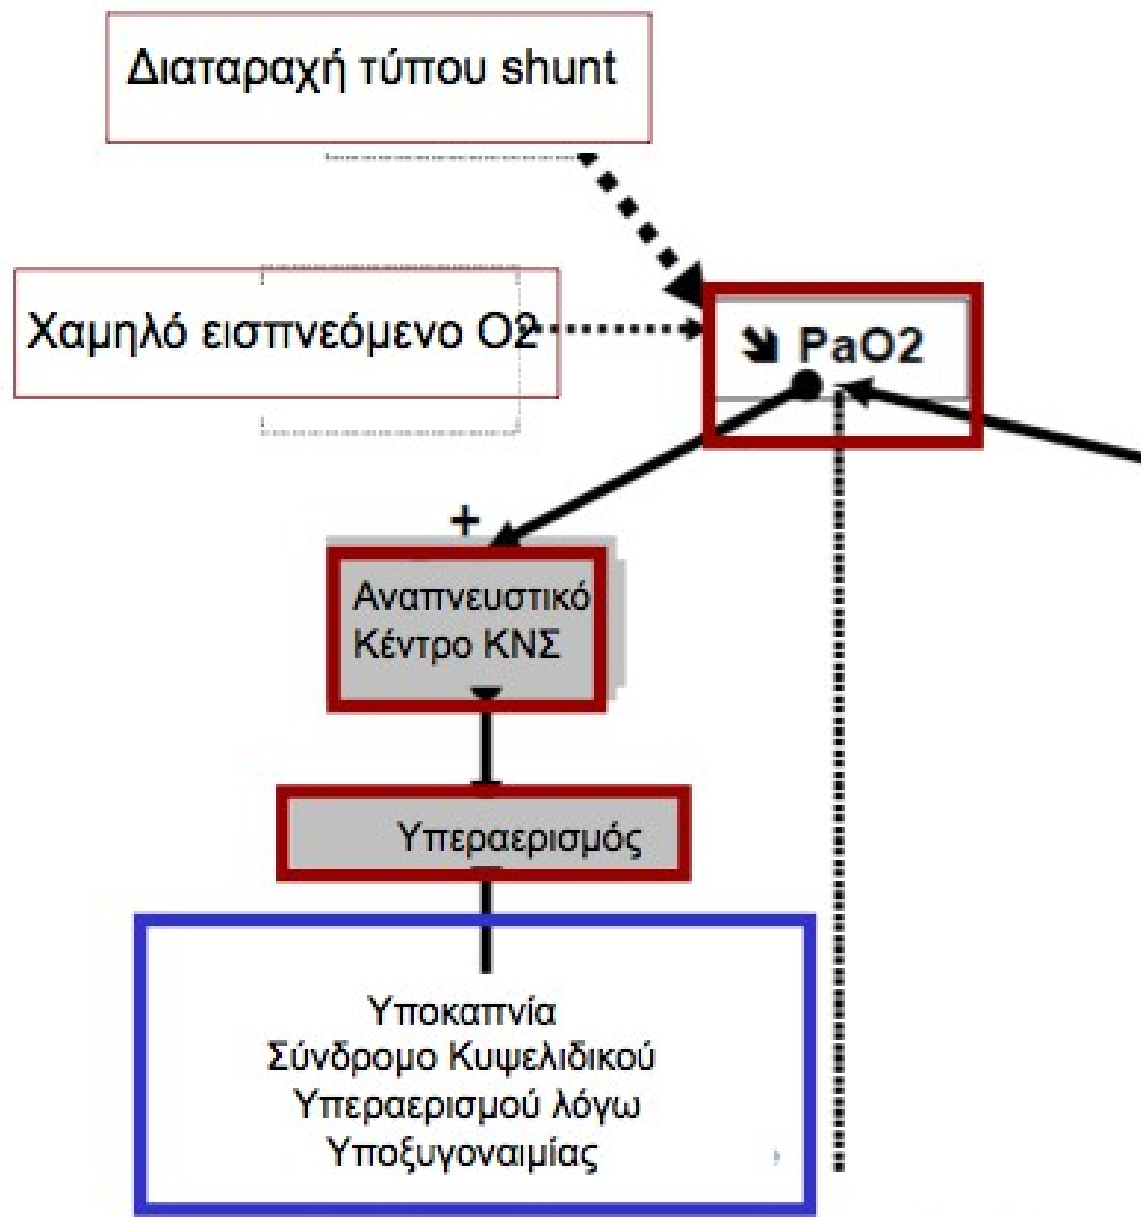 Διαταραχή τύπου shunt
Χαμηλό εισπνεόμενο Ο2
➘ PaO2
+
Αναπνευστικό
Κέντρο ΚΝΣ
Υπεραερισμός
Υποκαπνία
Σύνδρομο Κυψελιδικού
Υπεραερισμού λόγω
Υποξυγοναιμίας